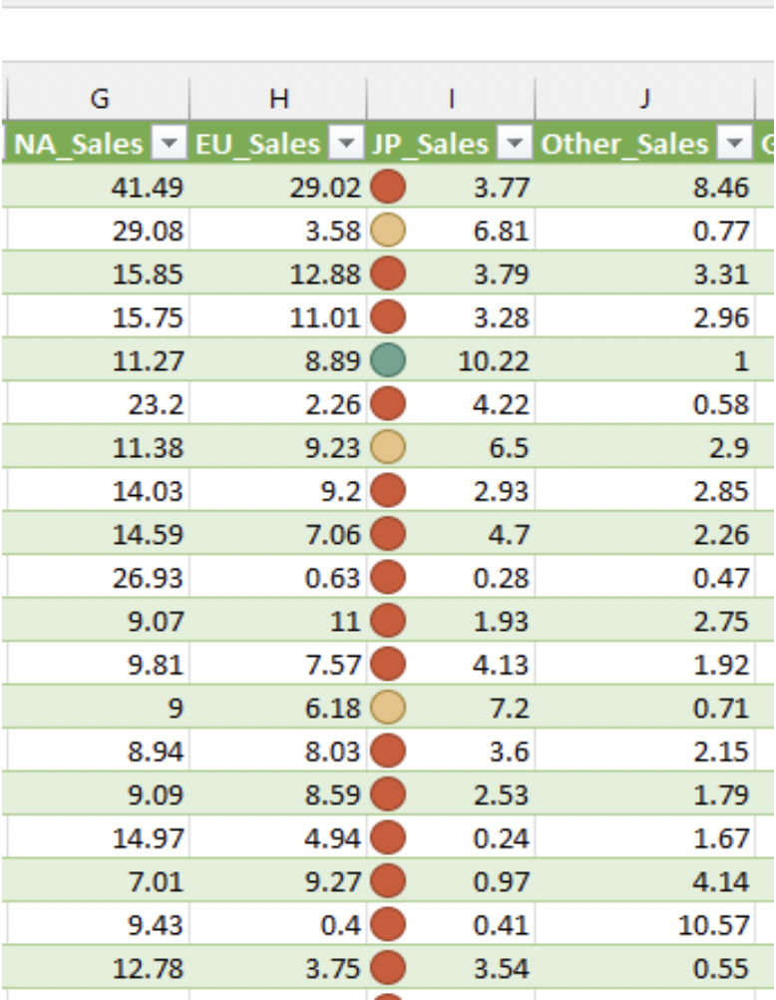 G H I J
NA_Sales EU_Sales JP_Sales Other_Sales
41.49 29.02 3.77 8.46
29.08 3.58 6.81 0.77
15.85 12.88 3.79 3.31
15.75 11.01 3.28 2.96
11.27 8.89 10.22 1
23.2 2.26 4.22 0.58
11.38 9.23 6.5 2.9
14.03 9.2 2.93 2.85
14.59 7.06 4.7 2.26
26.93 0.63 0.28 0.47
9.07 11 1.93 2.75
9.81 7.57 4.13 1.92
9 6.18 7.2 0.71
8.94 8.03 3.6 2.15
9.09 8.59 2.53 1.79
14.97 4.94 0.24 1.67
7.01 9.27 0.97 4.14
9.43 0.4 0.41 10.57
12.78 3.75 3.54 0.55